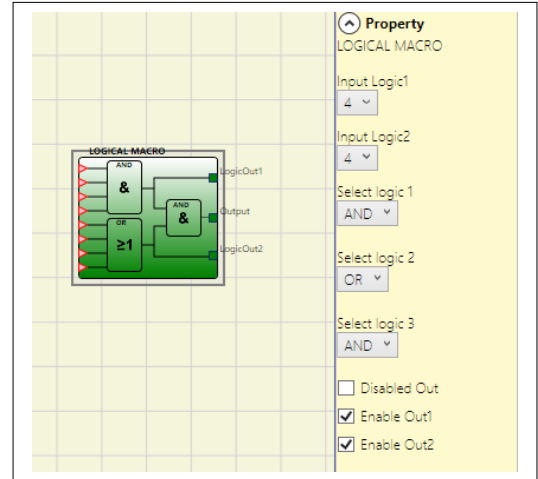 Property
LOGICAL MACRO
Input Logic1
4
Input Logic2
4
Select logic 1
AND
Select logic 2
OR
Select logic 3
AND
Disabled Out
Enable Out1
Enable Out2
LOGICAL MACRO
AND
&
LogicOut1
AND
&
Output
OR
≥1
LogicOut2